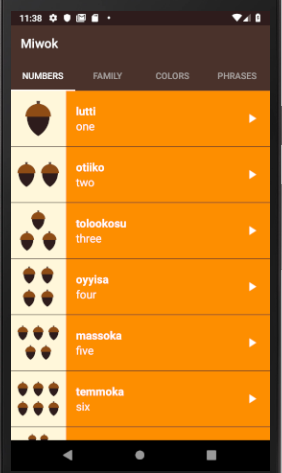 11:38
Miwok
NUMBERS FAMILY COLORS PHRASES
lutti
one
otiiko
two
tolookosu
three
oyyisa
four
massoka
five
temmoka
six